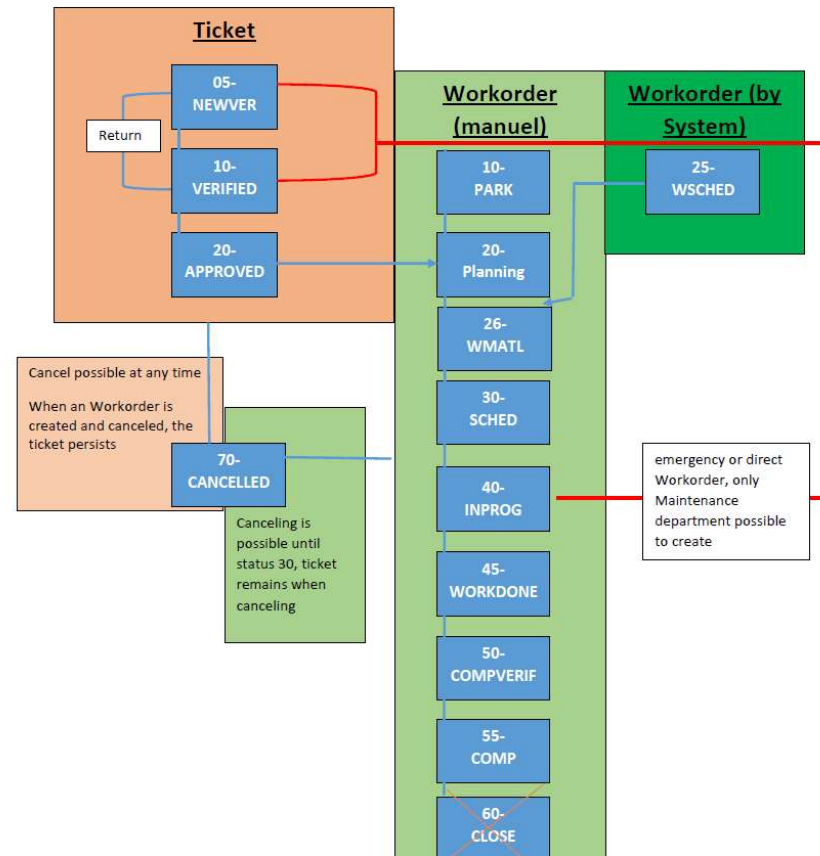 Ticket
05-
NEWVER
Return
10-
VERIFIED
20-
APPROVED
Workorder
(manuel)
10-
PARK
20-
Planning
26-
WMATL
30-
SCHED
40-
INPROG
45-
WORKDONE
50-
COMPVERIF
55-
COMP
60-
CLOSE
Workorder (by
System)
25-
WSCHED
Cancel possible at any time
When an Workorder is
created and canceled, the
ticket persists
70-
CANCELLED
Canceling is
possible until
status 30, ticket
remains when
canceling
emergency or direct
Workorder, only
Maintenance
department possible
to create